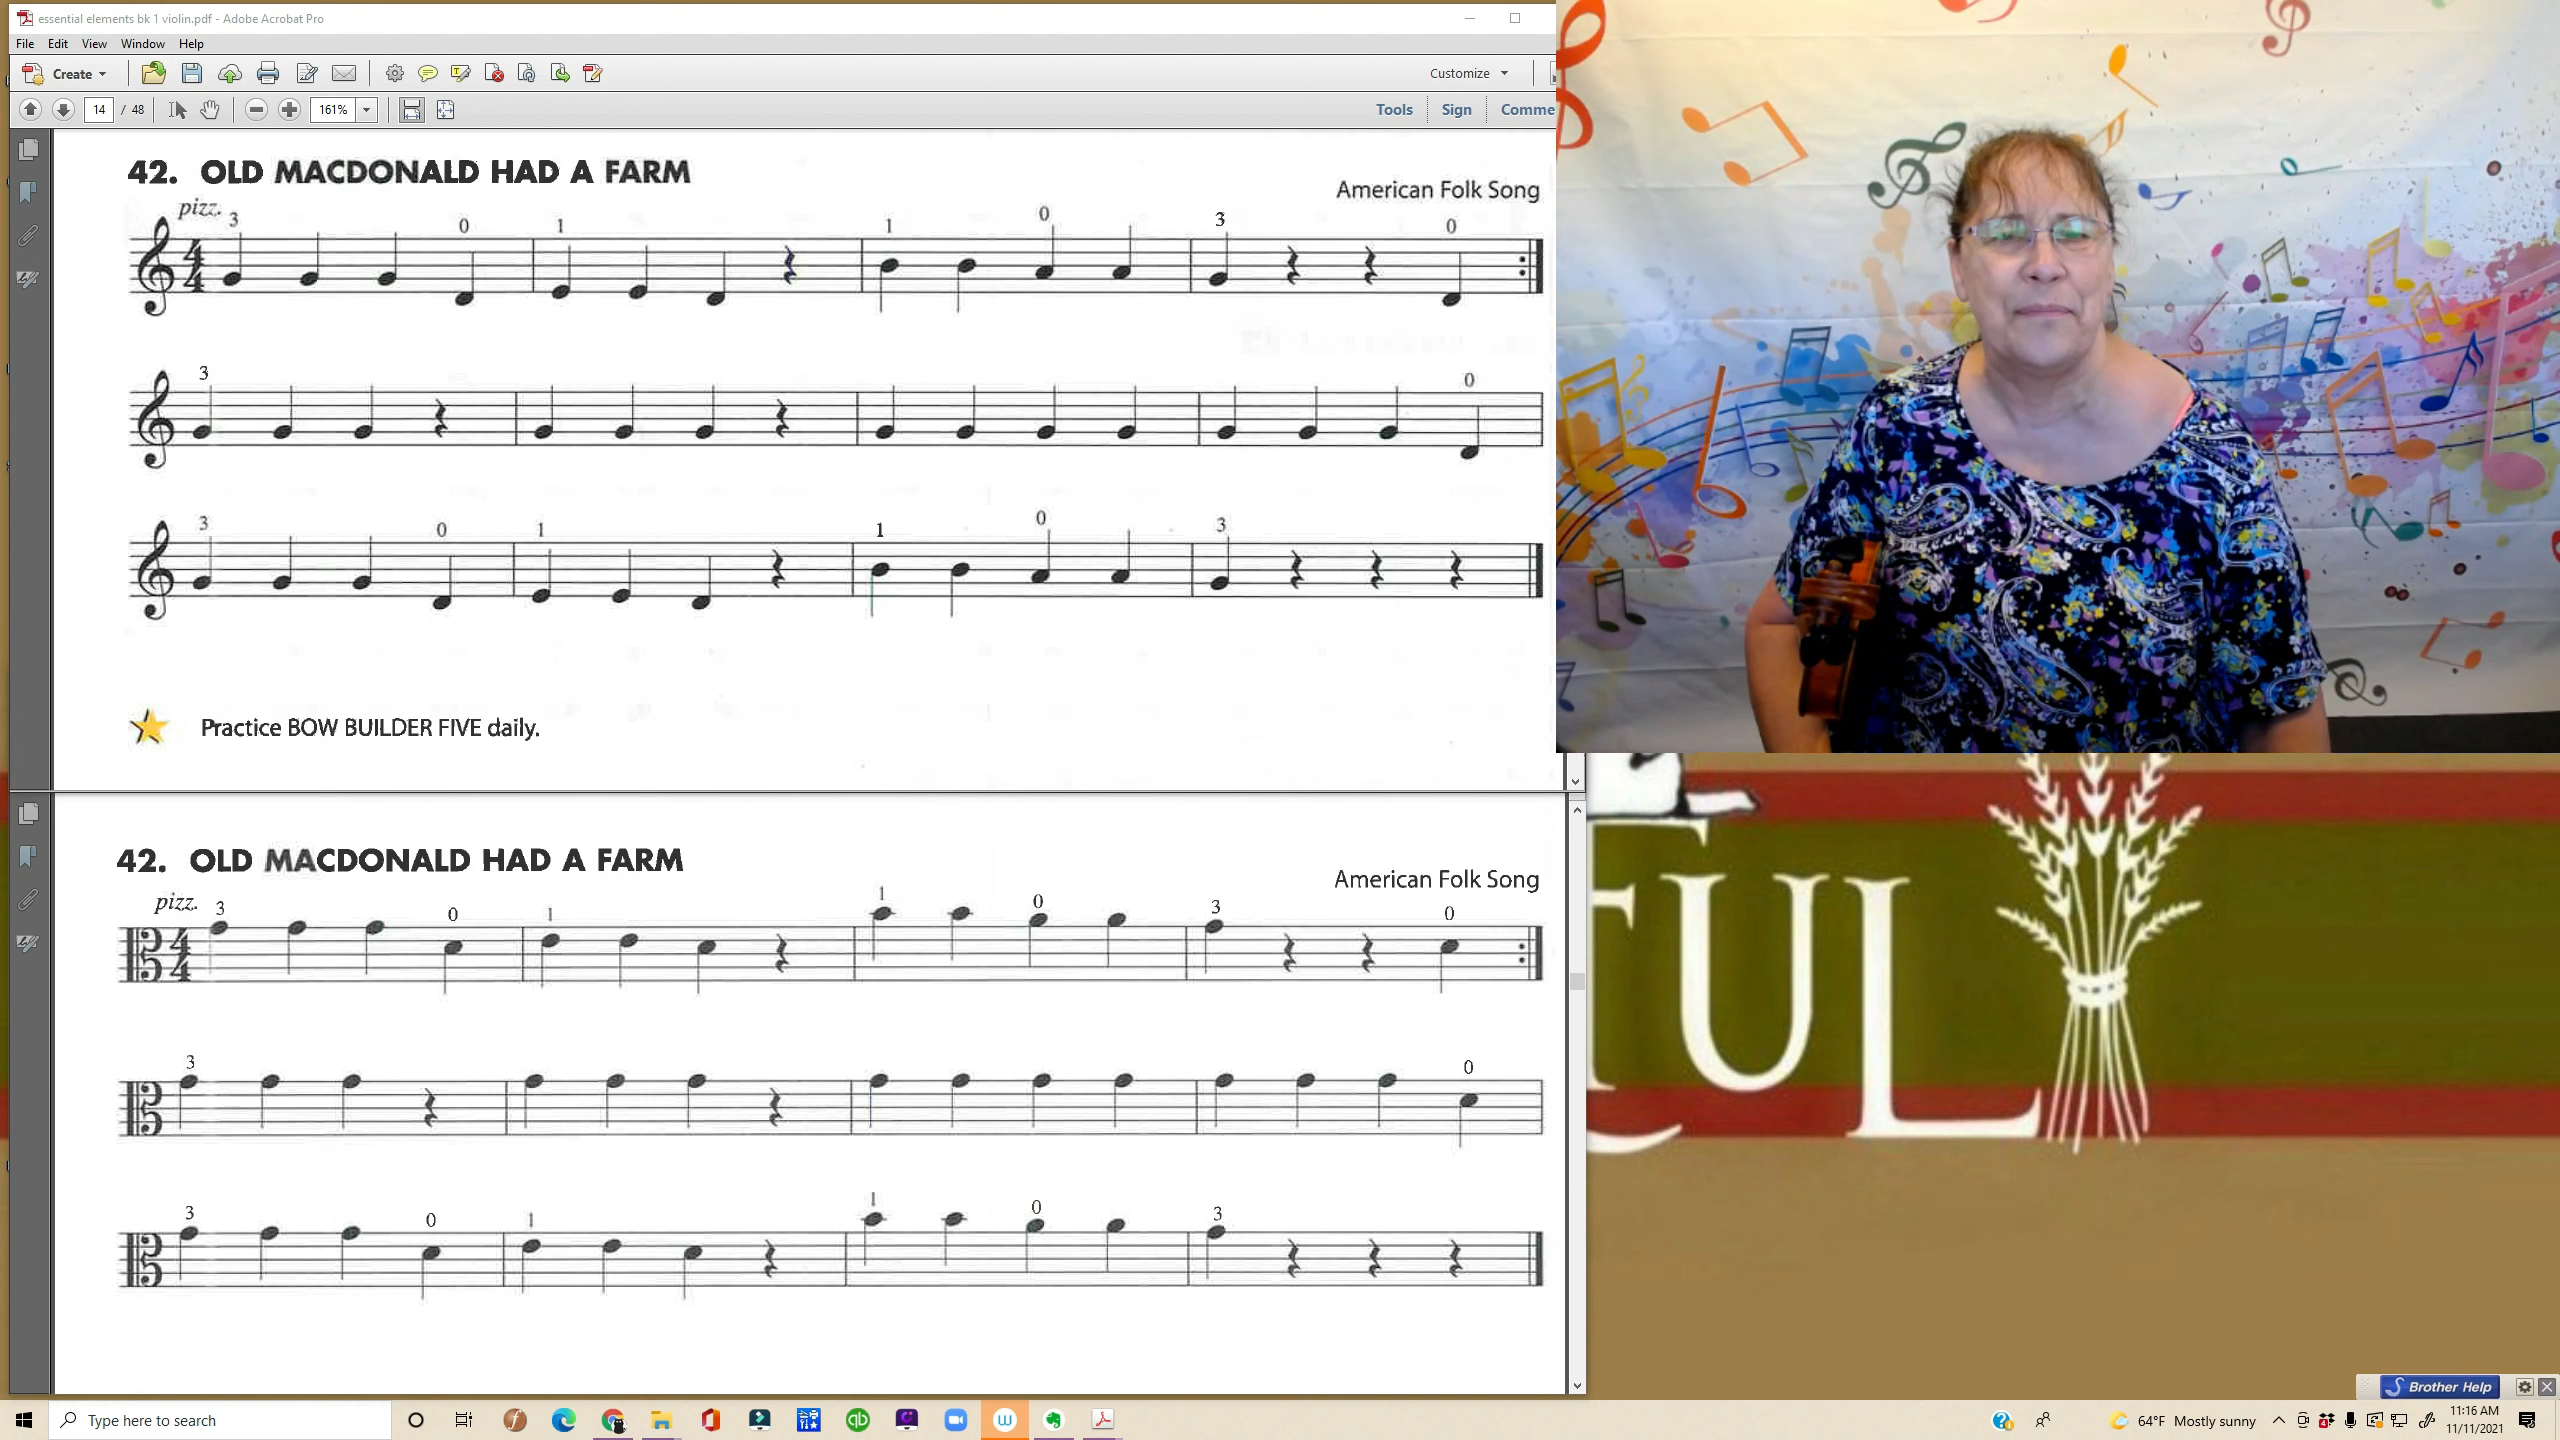 essential elements bk 1 violin.pdf - Adobe Acrobat Pro
File Edit View Window Help
Create
Customize
14 / 48
161%
Tools Sign Comme
42. OLD MACDONALD HAD A FARM
American Folk Song
pizz.
3 0 1 1 0 3 0
4
4
3 0
3 0 1 1 0 3
Practice BOW BUILDER FIVE daily.
42. OLD MACDONALD HAD A FARM
American Folk Song
pizz.
3 0 1 1 0 3 0
4
4
3 0
3 0 1 1 0 3
FUL
Brother Help
Type here to search
64°F Mostly sunny
11:16 AM
11/11/2021